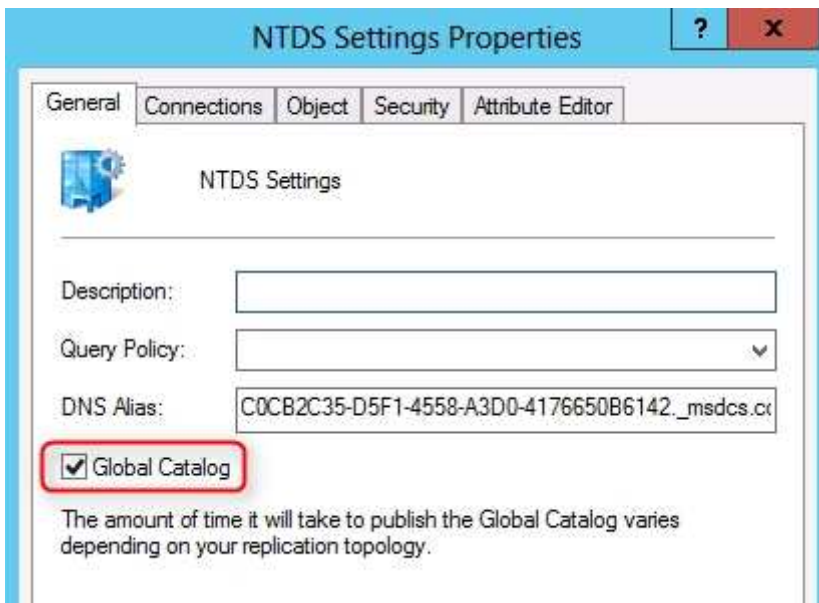 NTDS Settings Properties
?
x
General
Connections
Object
Security
Attribute Editor
NTDS Settings
Description:
Query Policy:
DNS Alias:
C0CB2C35-D5F1-4558-A3D0-4176650B6142._msdcs.cc
Global Catalog
The amount of time it will take to publish the Global Catalog varies
depending on your replication topology.